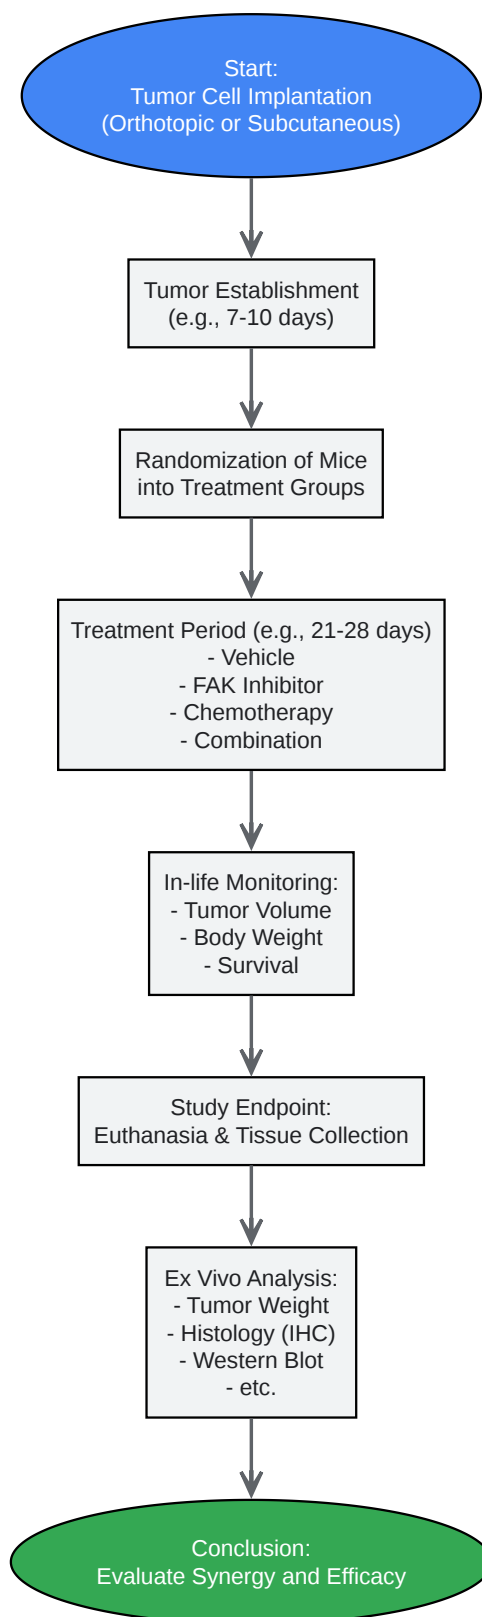 Start:
Tumor Cell Implantation
(Orthotopic or Subcutaneous)
Tumor Establishment
(e.g., 7-10 days)
Randomization of Mice
into Treatment Groups
Treatment Period (e.g., 21-28 days)
- Vehicle
- FAK Inhibitor
- Chemotherapy
- Combination
In-life Monitoring:
- Tumor Volume
- Body Weight
- Survival
Study Endpoint:
Euthanasia & Tissue Collection
Ex Vivo Analysis:
- Tumor Weight
- Histology (IHC)
- Western Blot
- etc.
Conclusion:
Evaluate Synergy and Efficacy